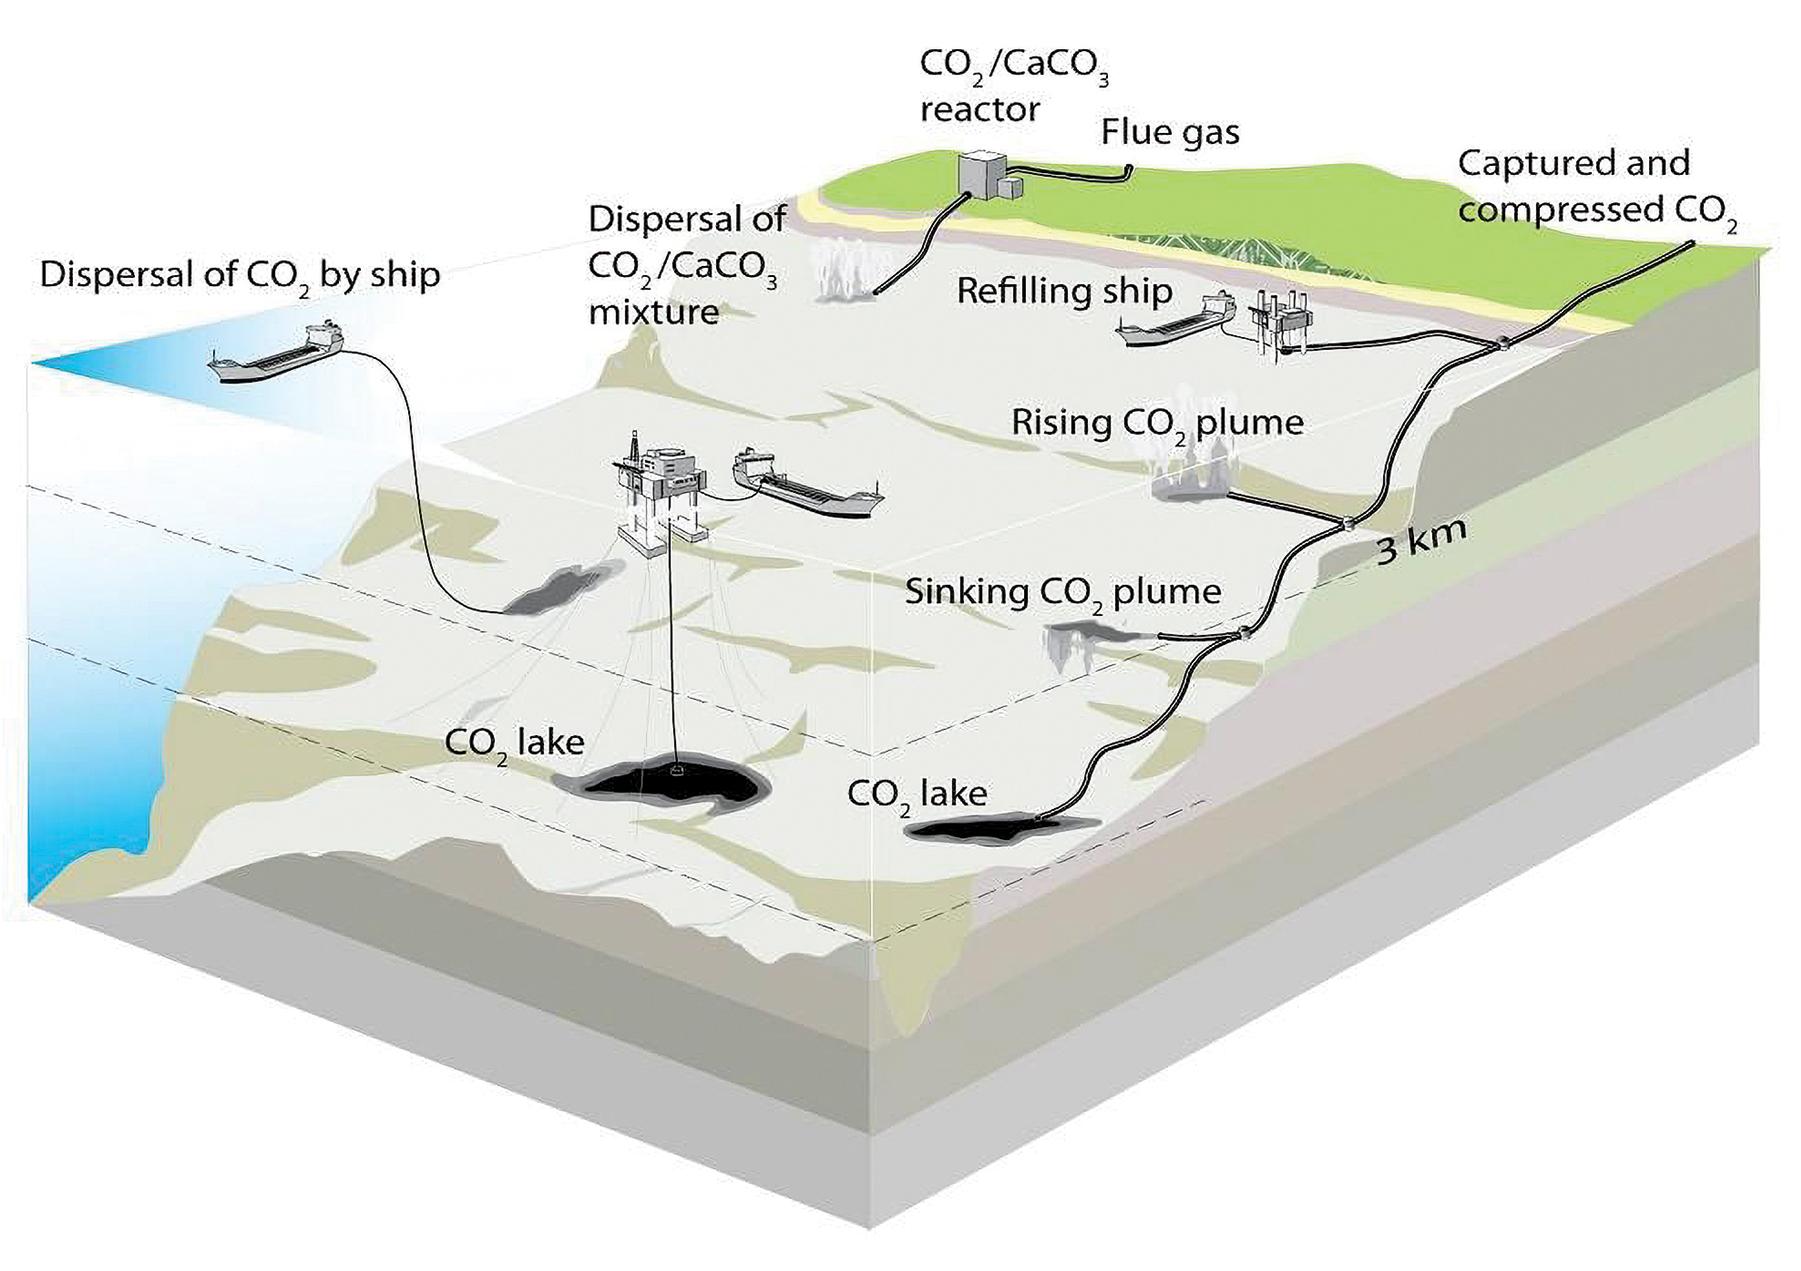 CO₂/CaCO₃
reactor
Flue gas
Captured and
compressed CO₂
Dispersal of
CO₂/CaCO₃
mixture
Dispersal of CO₂ by ship
Refilling ship
Rising CO₂ plume
3 km
Sinking CO₂ plume
CO₂ lake
CO₂ lake